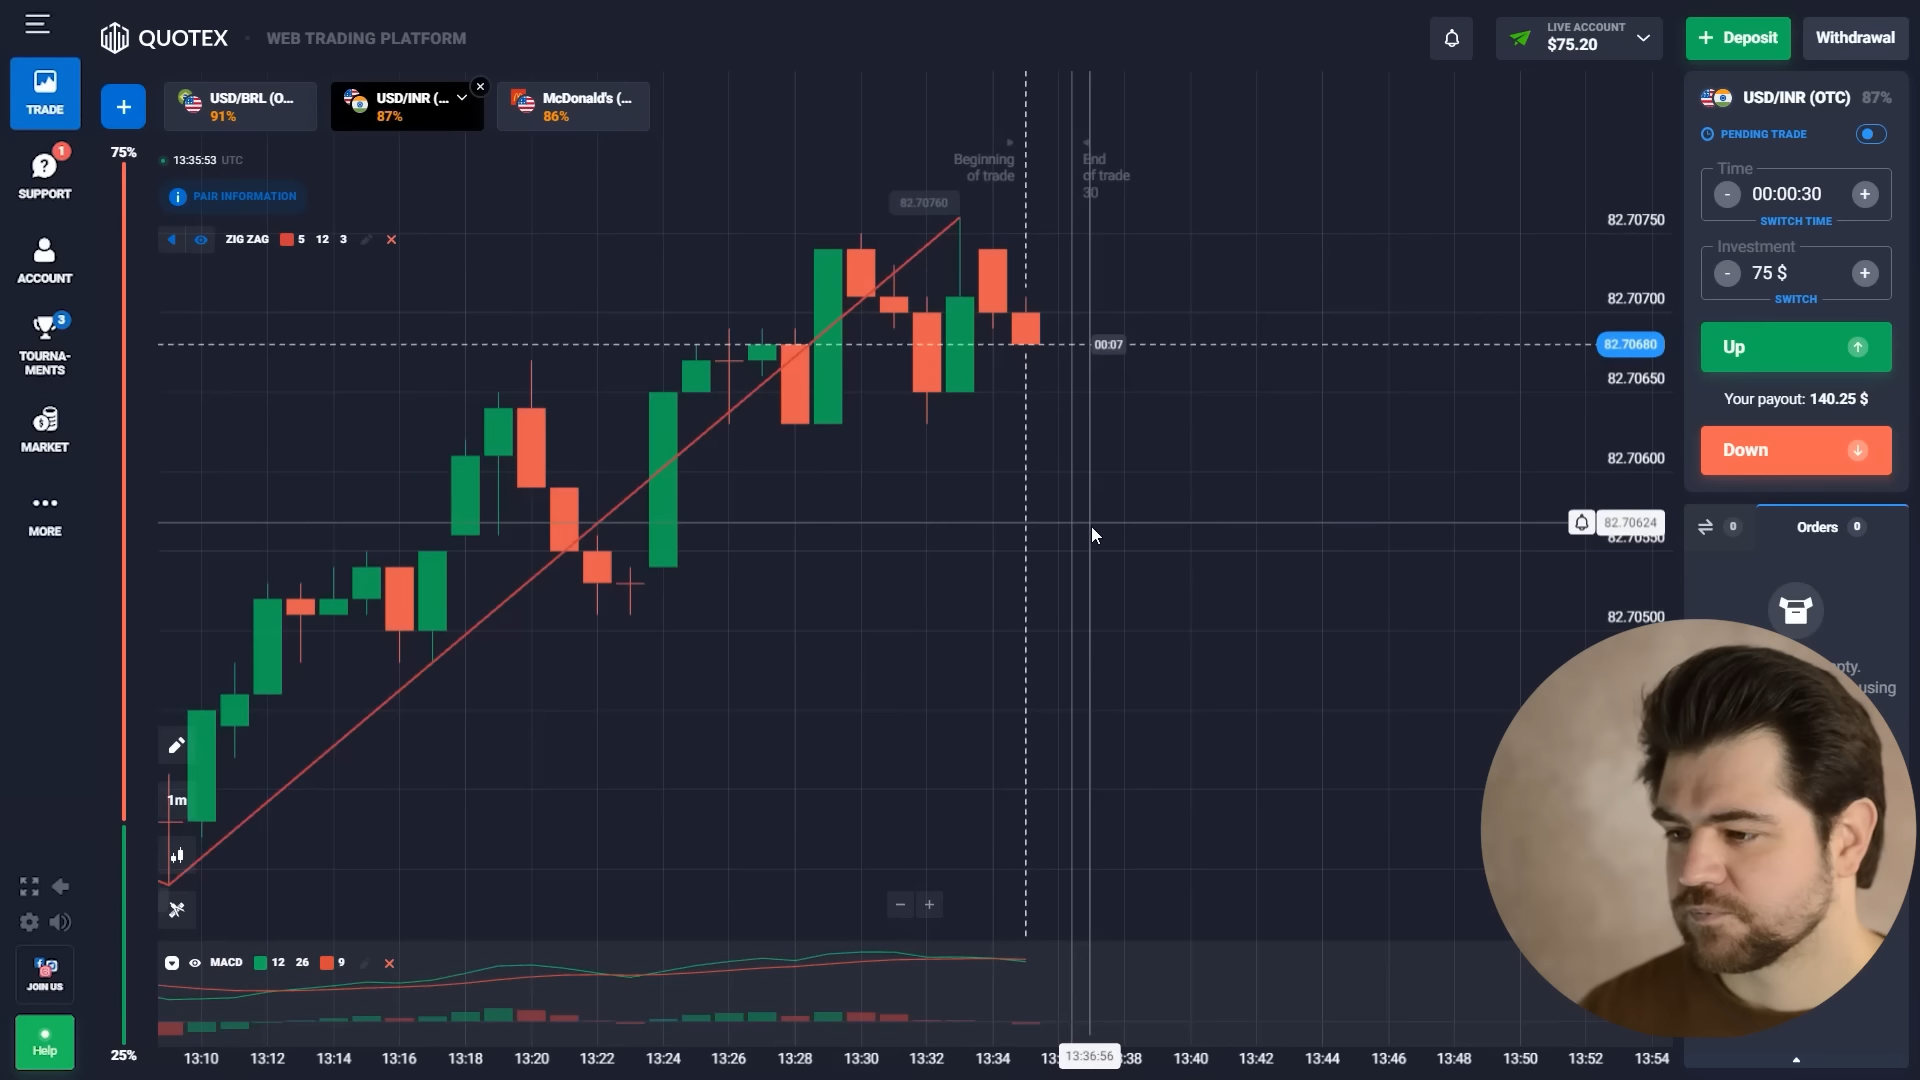 QUOTEX
WEB TRADING PLATFORM
LIVE ACCOUNT
$75.20
+ Deposit
Withdrawal
TRADE
+
USD/BRL (O...
91%
USD/INR (...
87%
McDonald's (...
86%
USD/INR (OTC) 87%
PENDING TRADE
Time
- 00:00:30 +
SWITCH TIME
Investment
- 75 $ +
SWITCH
Up
Your payout: 140.25 $
Down
0
Orders 0
pty.
using
1
SUPPORT
ACCOUNT
3
TOURNA-
MENTS
MARKET
MORE
JOIN US
Help
75%
25%
13:35:53 UTC
PAIR INFORMATION
ZIG ZAG 5 12 3
Beginning
of trade
End
of trade
30
82.70760
00:07
82.70750
82.70700
82.70680
82.70650
82.70600
82.70624
82.70550
82.70500
1m
− +
MACD 12 26 9
13:10 13:12 13:14 13:16 13:18 13:20 13:22 13:24 13:26 13:28 13:30 13:32 13:34 13:36:56 :38 13:40 13:42 13:44 13:46 13:48 13:50 13:52 13:54